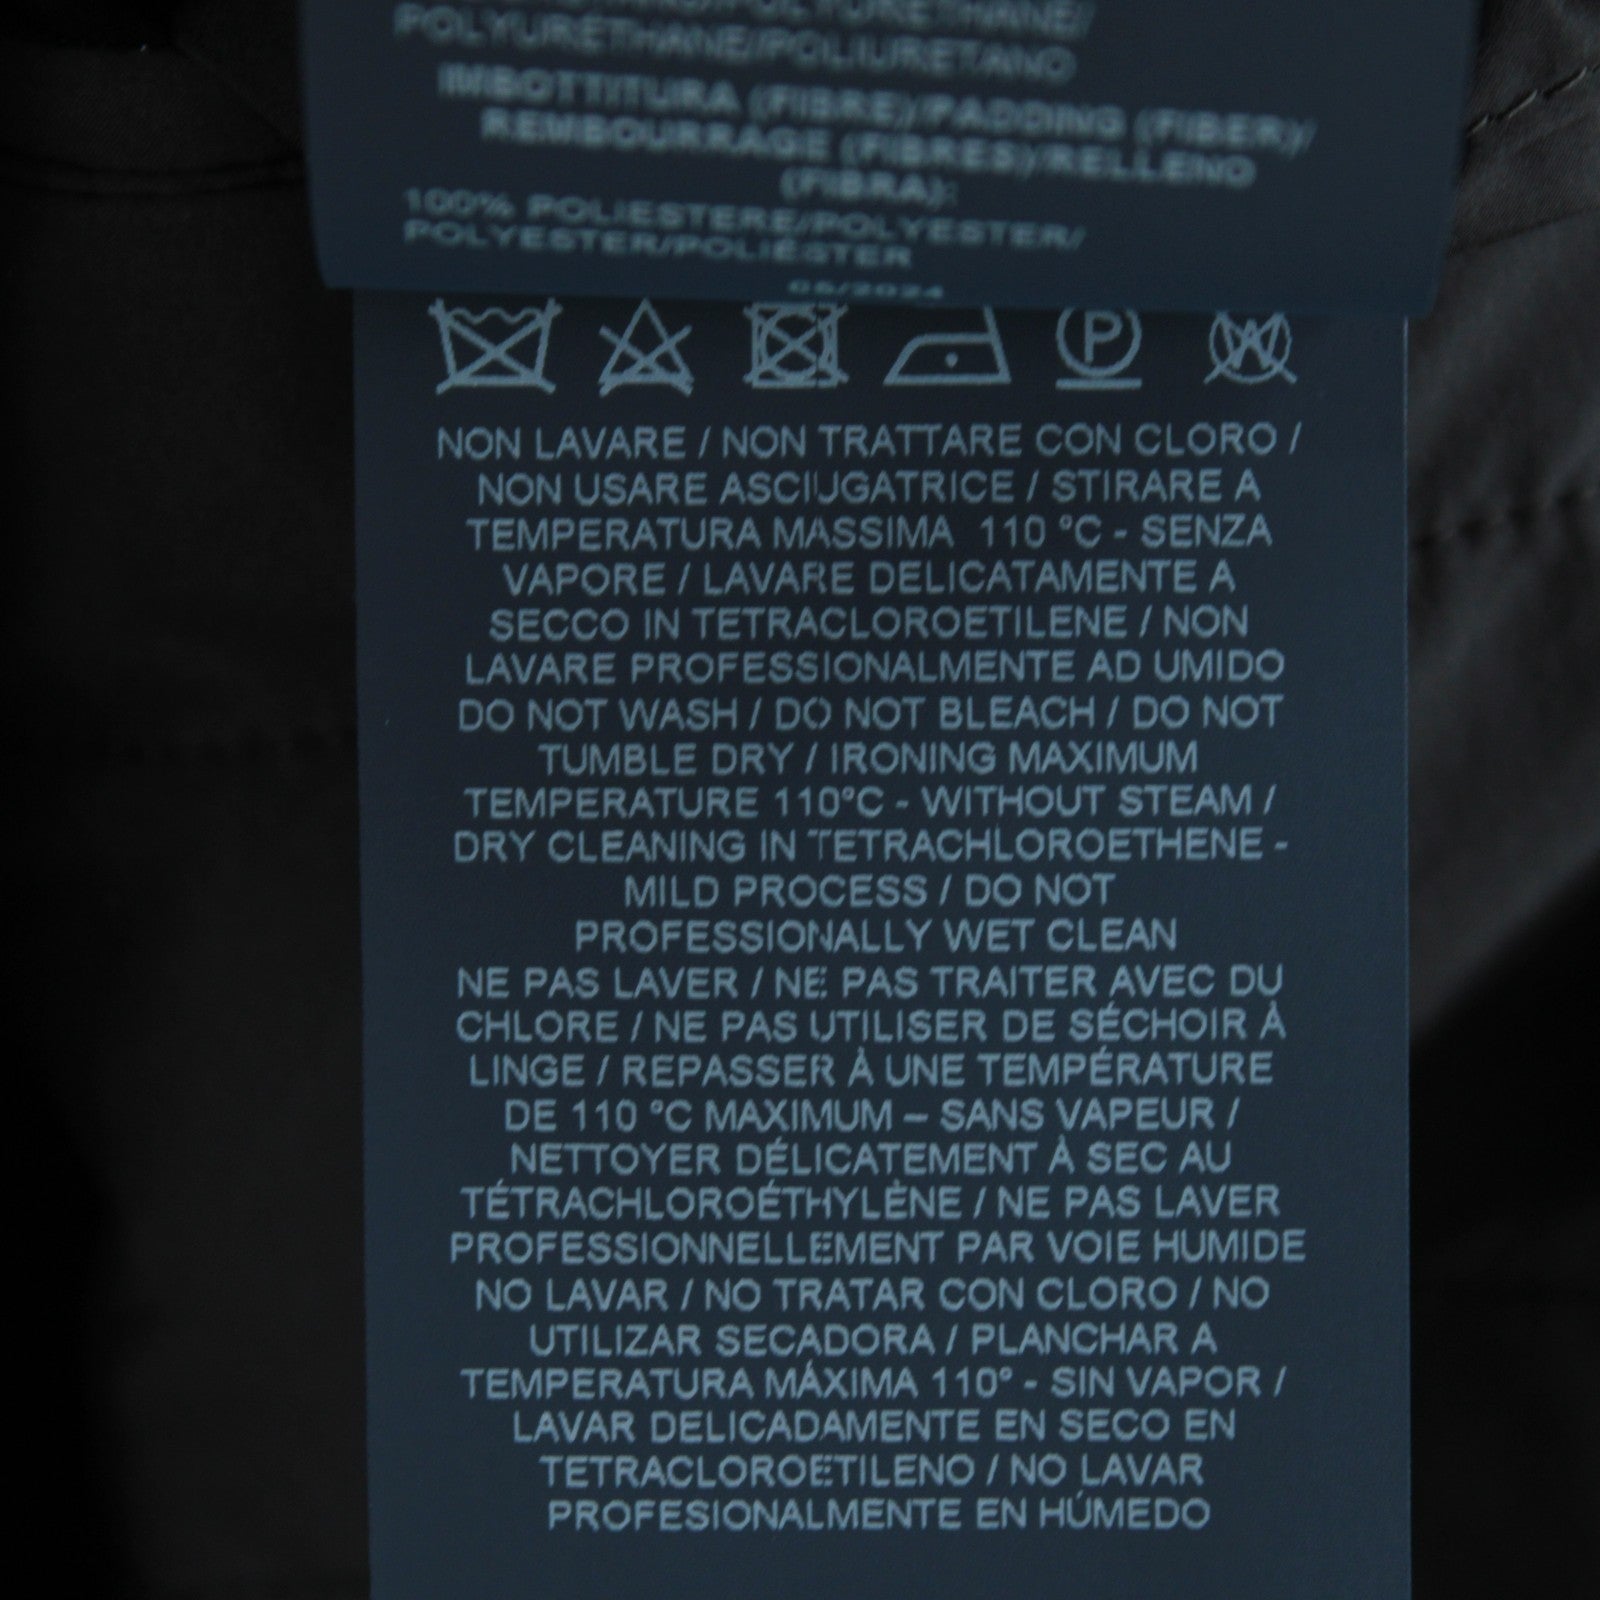 POLYURÉTHANE/POLIURETANO
IMBOTTITURA (FIBRE)/PADDING (FIBER)/
REMBOURRAGE (FIBRES)/RELLENO
(FIBRA):
100% POLIESTERE/POLYESTER/
POLYESTER/POLIÉSTER
06/2024
P W
NON LAVARE / NON TRATTARE CON CLORO /
NON USARE ASCIUGATRICE / STIRARE A
TEMPERATURA MASSIMA 110 °C - SENZA
VAPORE / LAVARE DELICATAMENTE A
SECCO IN TETRACLOROETILENE / NON
LAVARE PROFESSIONALMENTE AD UMIDO
DO NOT WASH / DO NOT BLEACH / DO NOT
TUMBLE DRY / IRONING MAXIMUM
TEMPERATURE 110°C - WITHOUT STEAM /
DRY CLEANING IN TETRACHLOROETHENE -
MILD PROCESS / DO NOT
PROFESSIONALLY WET CLEAN
NE PAS LAVER / NE PAS TRAITER AVEC DU
CHLORE / NE PAS UTILISER DE SÉCHOIR À
LINGE / REPASSER À UNE TEMPÉRATURE
DE 110 °C MAXIMUM – SANS VAPEUR /
NETTOYER DÉLICATEMENT À SEC AU
TÉTRACHLOROÉTHYLÈNE / NE PAS LAVER
PROFESSIONNELLEMENT PAR VOIE HUMIDE
NO LAVAR / NO TRATAR CON CLORO / NO
UTILIZAR SECADORA / PLANCHAR A
TEMPERATURA MÁXIMA 110° - SIN VAPOR /
LAVAR DELICADAMENTE EN SECO EN
TETRACLOROETILENO / NO LAVAR
PROFESIONALMENTE EN HÚMEDO